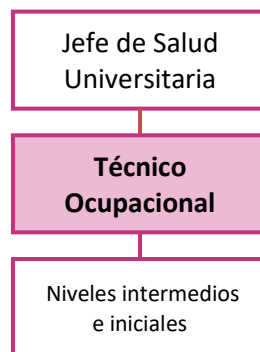 Jefe de Salud
Universitaria
Técnico
Ocupacional
Niveles intermedios
e iniciales